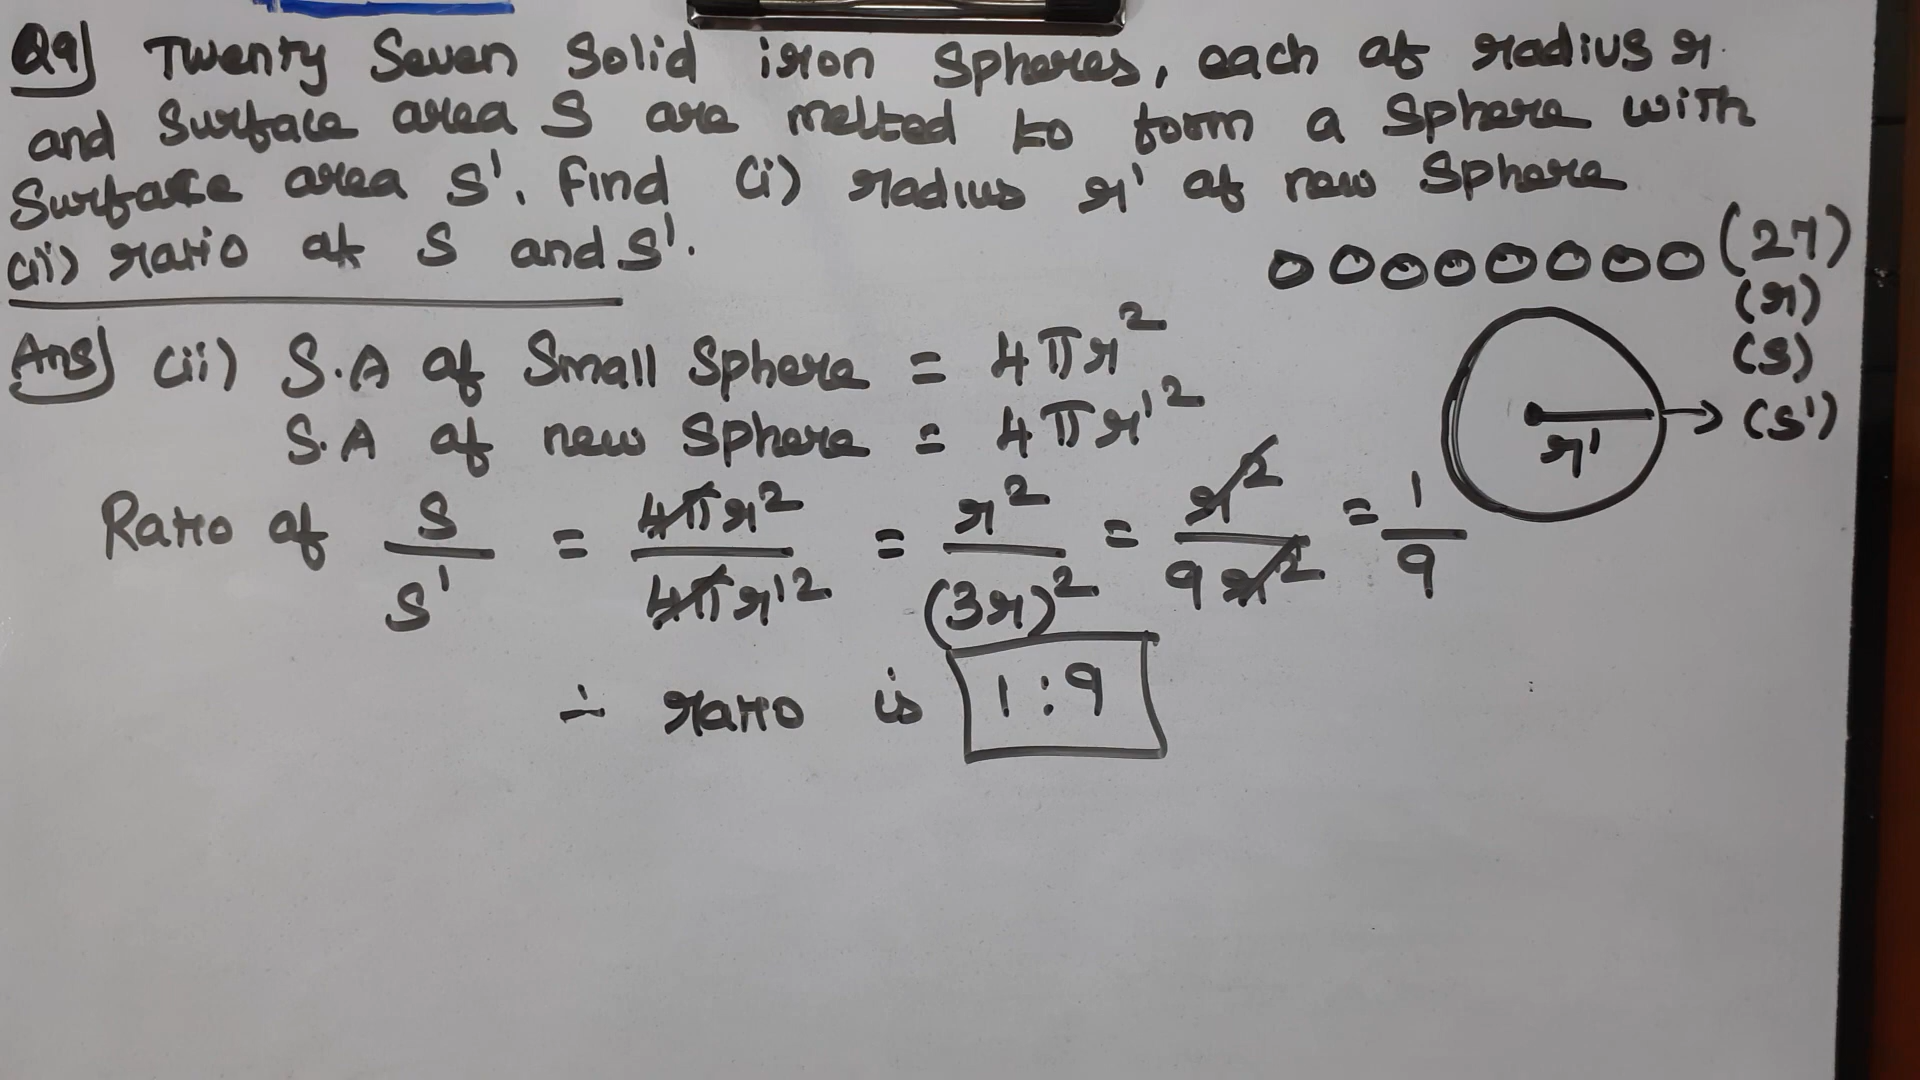 Q9) Twenty Seven Solid iron Spheres, each of radius r
and Surface area S are melted to form a Sphere with
Surface area S'. Find (i) radius r' of new Sphere
(ii) ratio of S and S'.
(27)
(r)
(S)
r' → (S')
Ans) (ii) S.A of Small Sphere = 4πr²
S.A of new Sphere = 4πr'²
Ratio of S/S' = 4πr²/4πr'² = r²/(3r)² = r²/9r² = 1/9
∴ ratio is 1:9